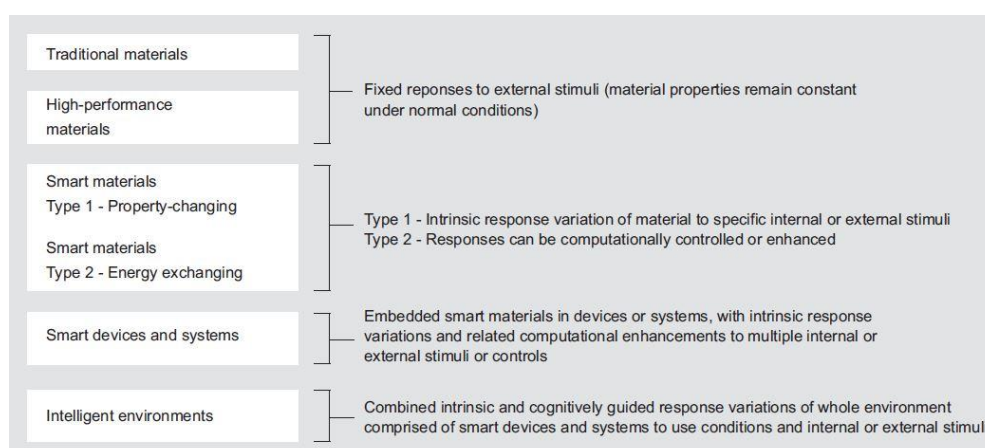 Traditional materials
High-performance
materials
Fixed reponses to external stimuli (material properties remain constant
under normal conditions)
Smart materials
Type 1 - Property-changing
Smart materials
Type 2 - Energy exchanging
Type 1 - Intrinsic response variation of material to specific internal or external stimuli
Type 2 - Responses can be computationally controlled or enhanced
Smart devices and systems
Embedded smart materials in devices or systems, with intrinsic response
variations and related computational enhancements to multiple internal or
external stimuli or controls
Intelligent environments
Combined intrinsic and cognitively guided response variations of whole environment
comprised of smart devices and systems to use conditions and internal or external stimul